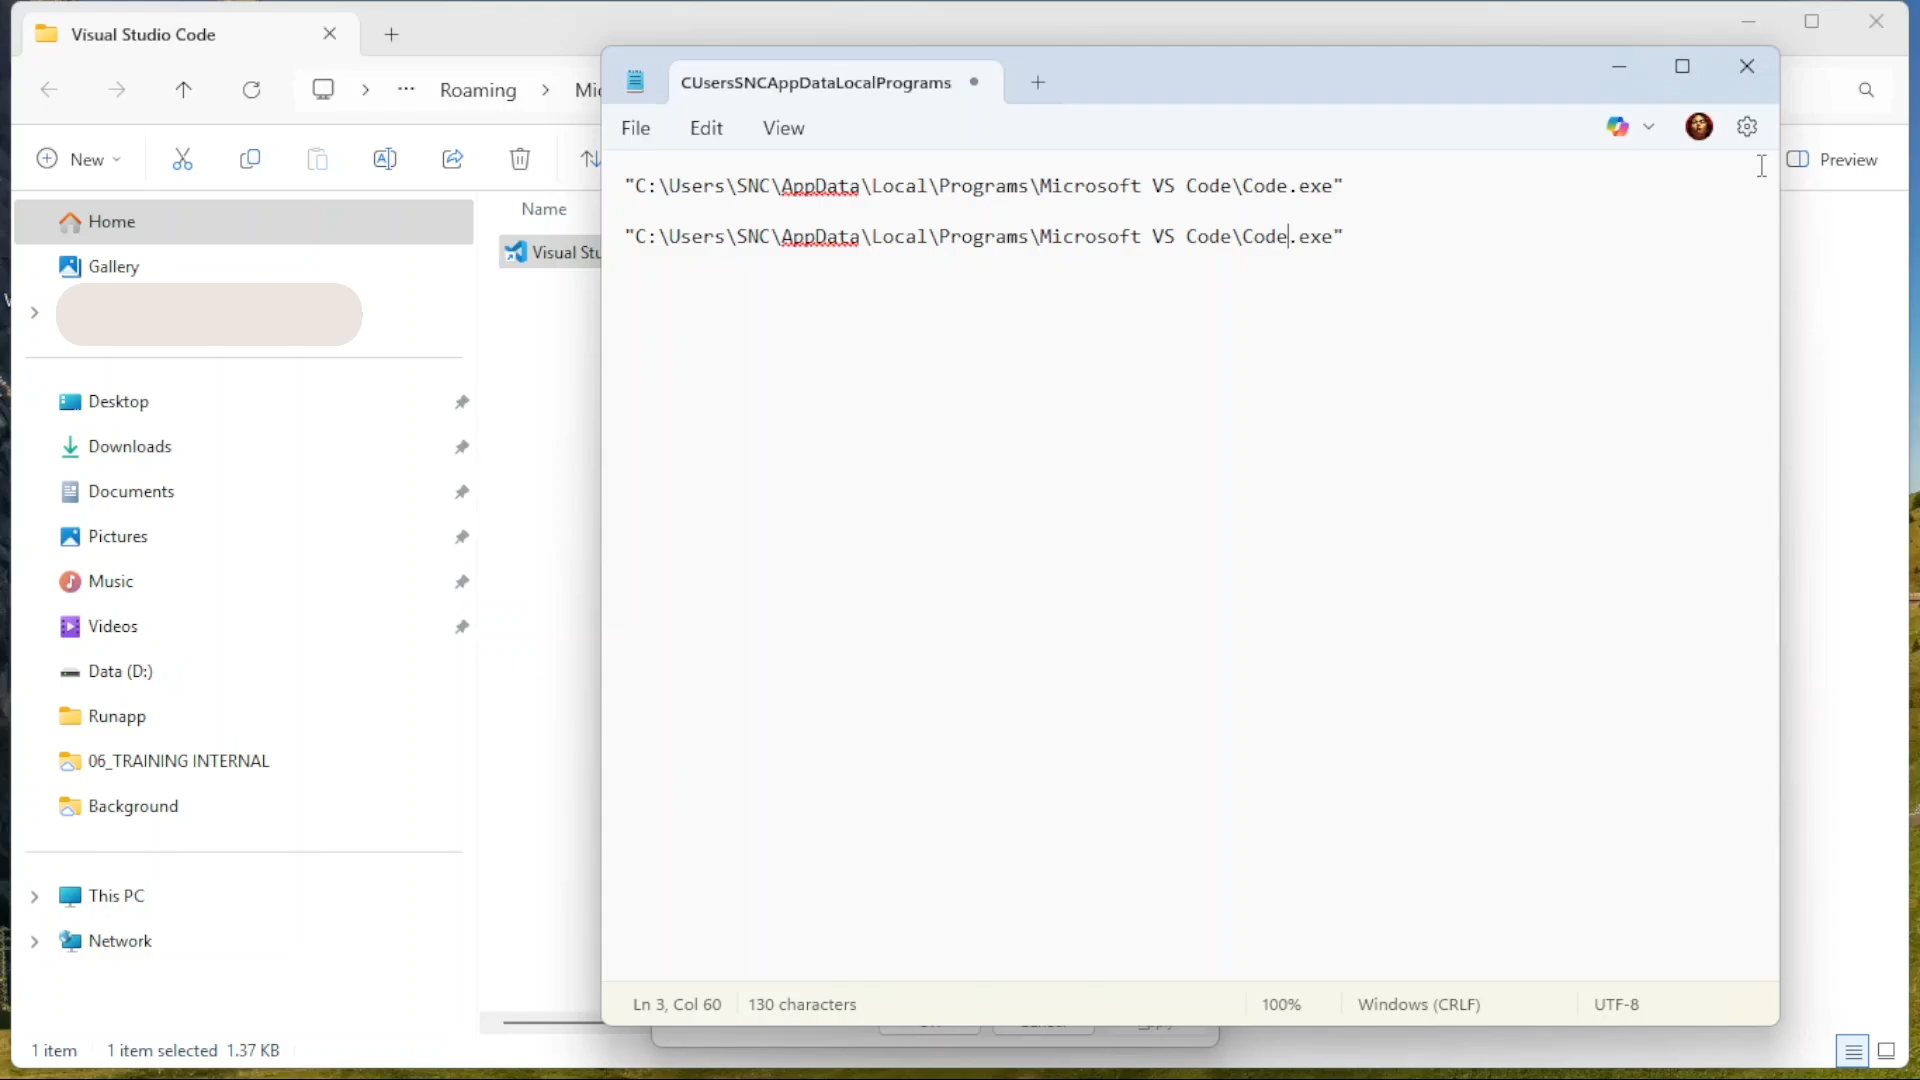 Visual Studio Code
Roaming
CUsersSNCAppDataLocalPrograms
File Edit View
New
Preview
"C:\Users\SNC\AppData\Local\Programs\Microsoft VS Code\Code.exe"
"C:\Users\SNC\AppData\Local\Programs\Microsoft VS Code\Code.exe"
Name
Home
Visual Stu
Gallery
Desktop
Downloads
Documents
Pictures
Music
Videos
Data (D:)
Runapp
06_TRAINING INTERNAL
Background
This PC
Network
Ln 3, Col 60 130 characters 100% Windows (CRLF) UTF-8
1 item 1 item selected 1.37 KB